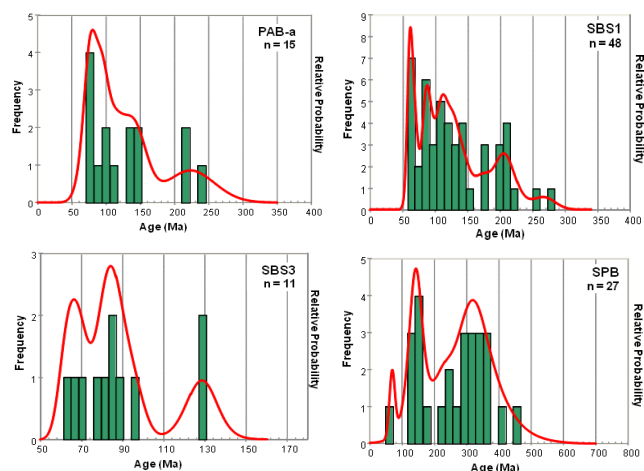 PAB-a
n = 15
Frequency
Relative Probability
5
4
3
2
1
0
0 50 100 150 200 250 300 350 400
Age (Ma)
SBS1
n = 48
Frequency
Relative Probability
9
8
7
6
5
4
3
2
1
0
0 50 100 150 200 250 300 350 400
Age (Ma)
SBS3
n = 11
Frequency
Relative Probability
3
2
1
0
50 70 90 110 130 150 170
Age (Ma)
SPB
n = 27
Frequency
Relative Probability
5
4
3
2
1
0
0 100 200 300 400 500 600 700 800
Age (Ma)